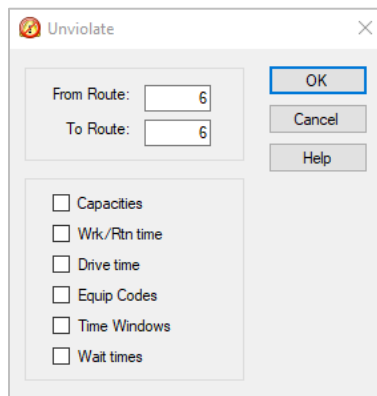 Unviolate
From Route: 6
To Route: 6
OK
Cancel
Help
Capacities
Wrk/Rtn time
Drive time
Equip Codes
Time Windows
Wait times